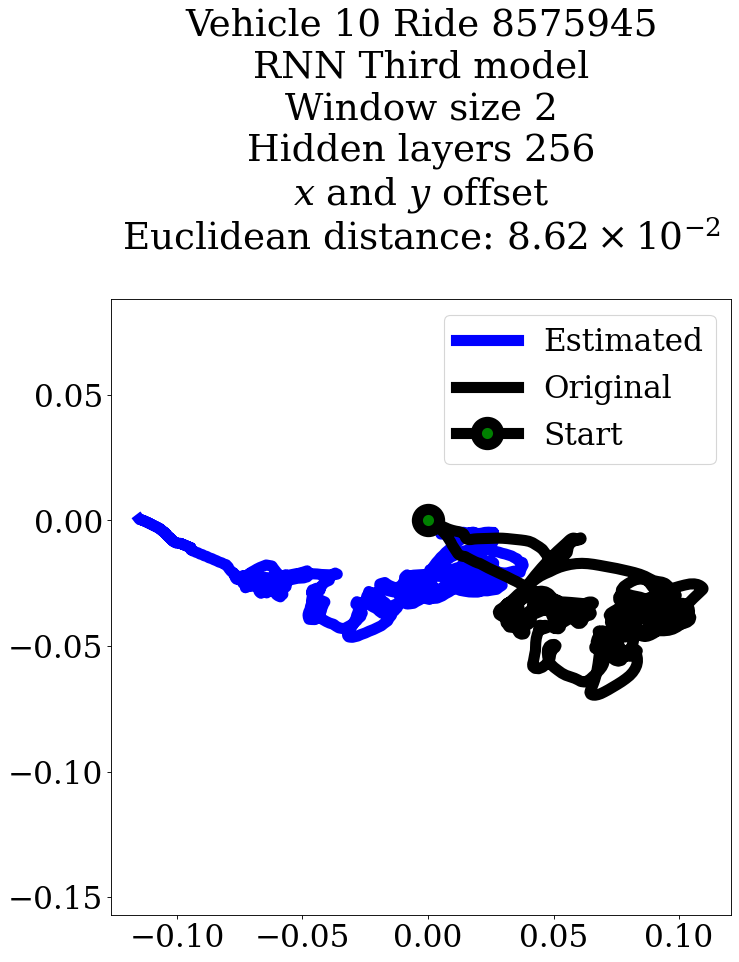 Vehicle 10 Ride 8575945
RNN Third model
Window size 2
Hidden layers 256
x and y offset
Euclidean distance: 8.62 × 10⁻²
Estimated
Original
Start
0.05
0.00
−0.05
−0.10
−0.15
−0.10 −0.05 0.00 0.05 0.10